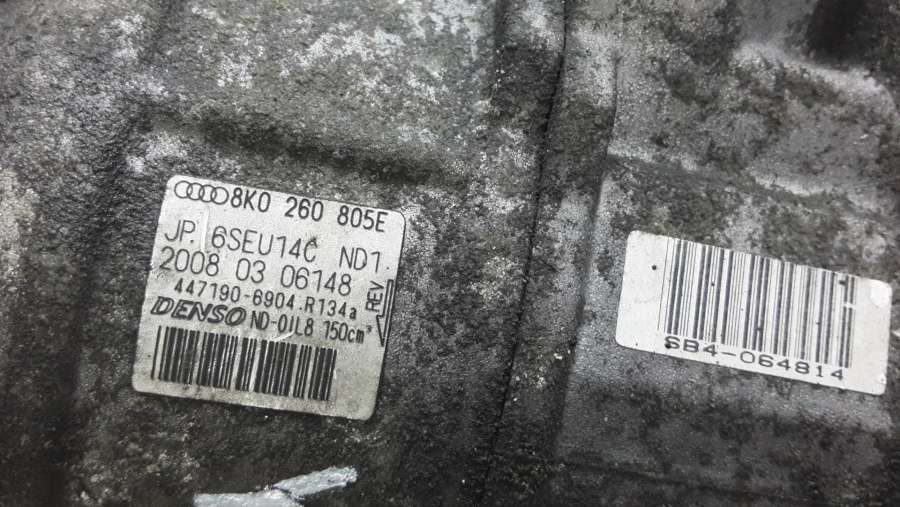 8K0 260 805E
JP. 6SEU14C ND1.
2008 03 06148
447190-6904.R134a
DENSO ND-OIL8 150cm³
REV
SB4-064814